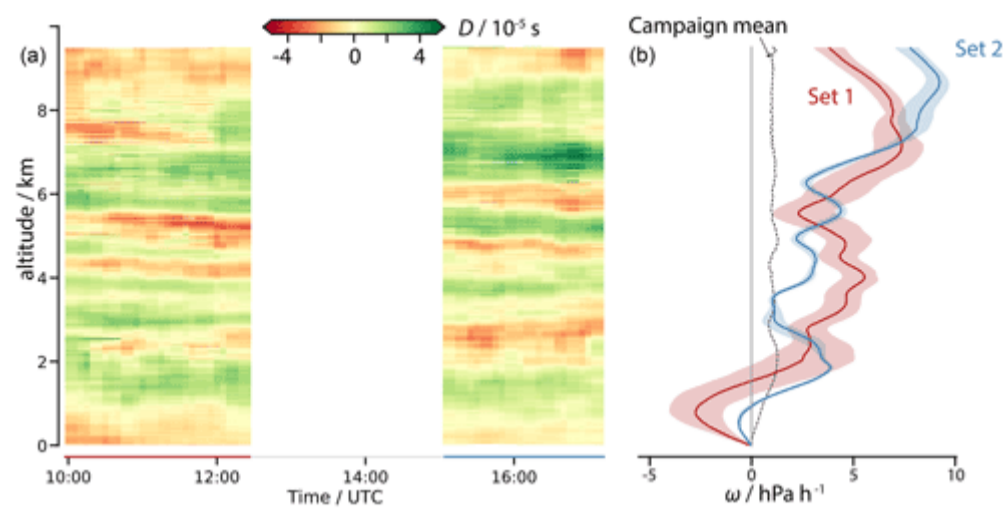 (a)
D / 10⁻⁵ s
-4 0 4
altitude / km
8
6
4
2
0
10:00 12:00 14:00 16:00
Time / UTC
Campaign mean
(b)
Set 2
Set 1
-5 0 5 10
ω / hPa h⁻¹